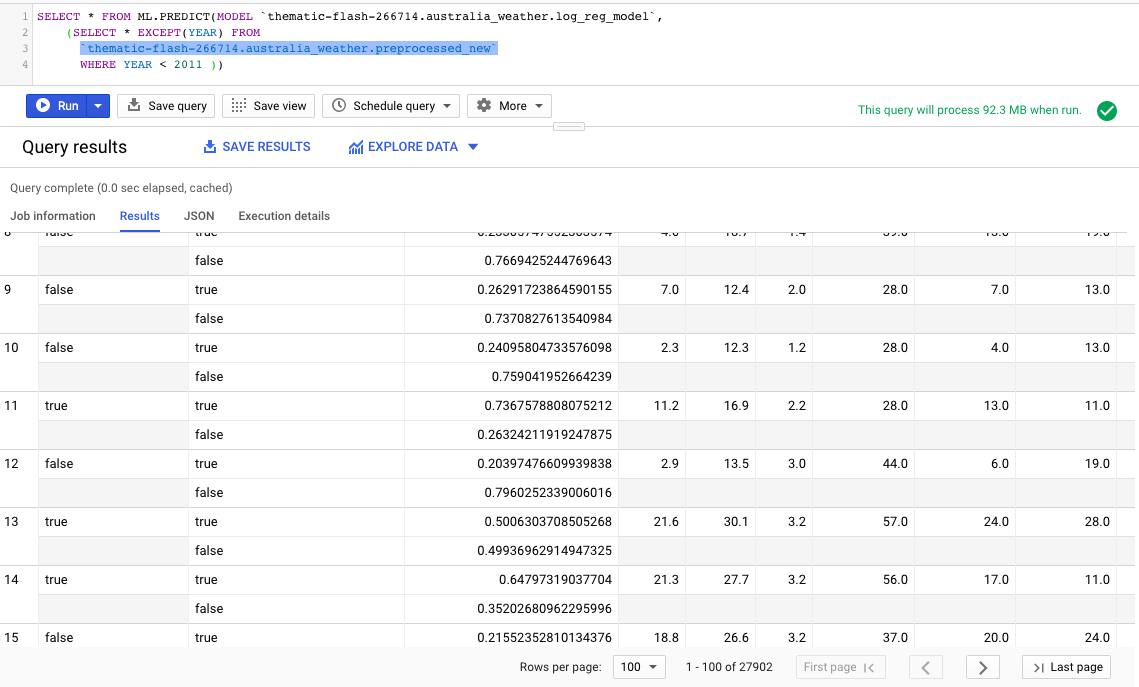 1 SELECT * FROM ML.PREDICT(MODEL `thematic-flash-266714.australia_weather.log_reg_model`,
2 (SELECT * EXCEPT(YEAR) FROM
3 `thematic-flash-266714.australia_weather.preprocessed_new`
4 WHERE YEAR < 2011 ))
Run Save query Save view Schedule query More This query will process 92.3 MB when run.
Query results SAVE RESULTS EXPLORE DATA
Query complete (0.0 sec elapsed, cached)
Job information Results JSON Execution details
8 false true
false 0.7669425244769643
9 false true 0.26291723864590155 7.0 12.4 2.0 28.0 7.0 13.0
false 0.7370827613540984
10 false true 0.24095804733576098 2.3 12.3 1.2 28.0 4.0 13.0
false 0.759041952664239
11 true true 0.7367578808075212 11.2 16.9 2.2 28.0 13.0 11.0
false 0.26324211919247875
12 false true 0.20397476609939838 2.9 13.5 3.0 44.0 6.0 19.0
false 0.7960252339006016
13 true true 0.5006303708505268 21.6 30.1 3.2 57.0 24.0 28.0
false 0.49936962914947325
14 true true 0.64797319037704 21.3 27.7 3.2 56.0 17.0 11.0
false 0.35202680962295996
15 false true 0.21552352810134376 18.8 26.6 3.2 37.0 20.0 24.0
Rows per page: 100 1 - 100 of 27902 First page |< < > >| Last page